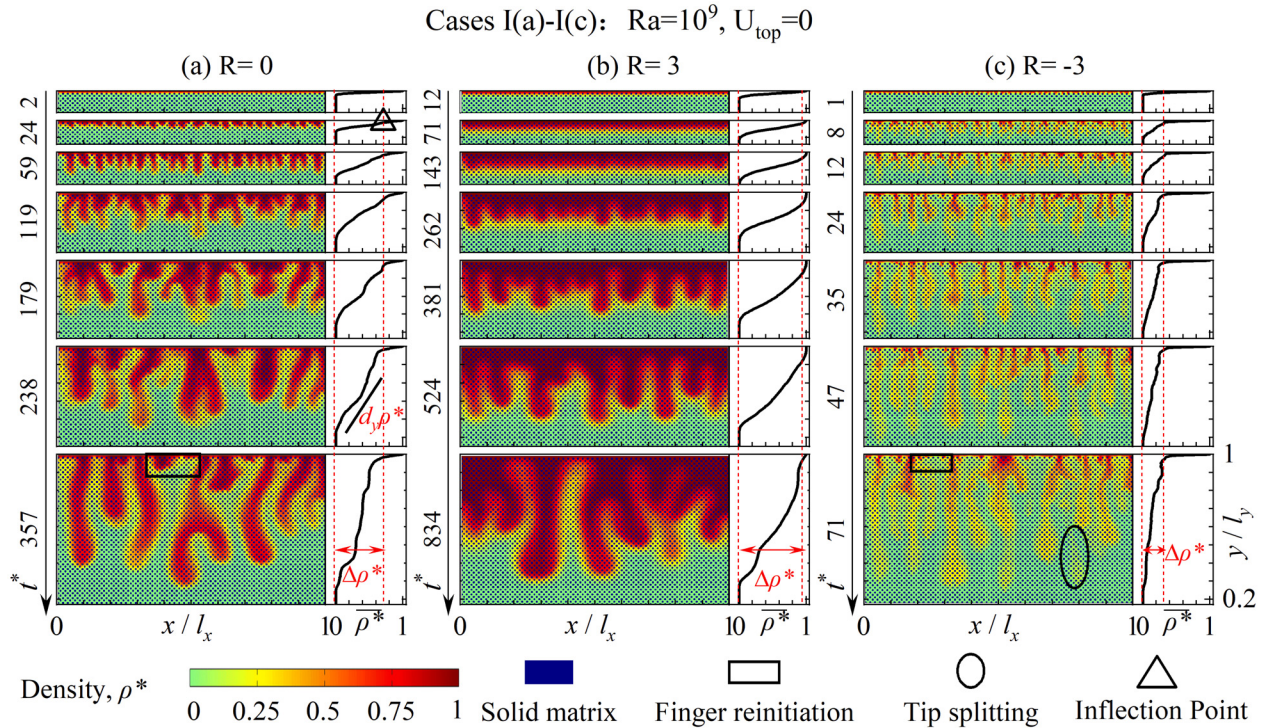 Cases I(a)-I(c): Ra=10⁹, U_top=0
(a) R= 0
(b) R= 3
(c) R= -3
2
24
59
119
179
238
357
t*
d_yρ*
Δρ*
12
71
143
262
381
524
834
t*
Δρ*
1
8
12
24
35
47
71
t*
Δρ*
1
y / l_y
0.2
0
x / l_x
10
ρ*
1
0
x / l_x
10
ρ*
1
0
x / l_x
10
ρ*
1
Density, ρ*
0
0.25
0.75
1
Solid matrix
Finger reinitiation
Tip splitting
Inflection Point